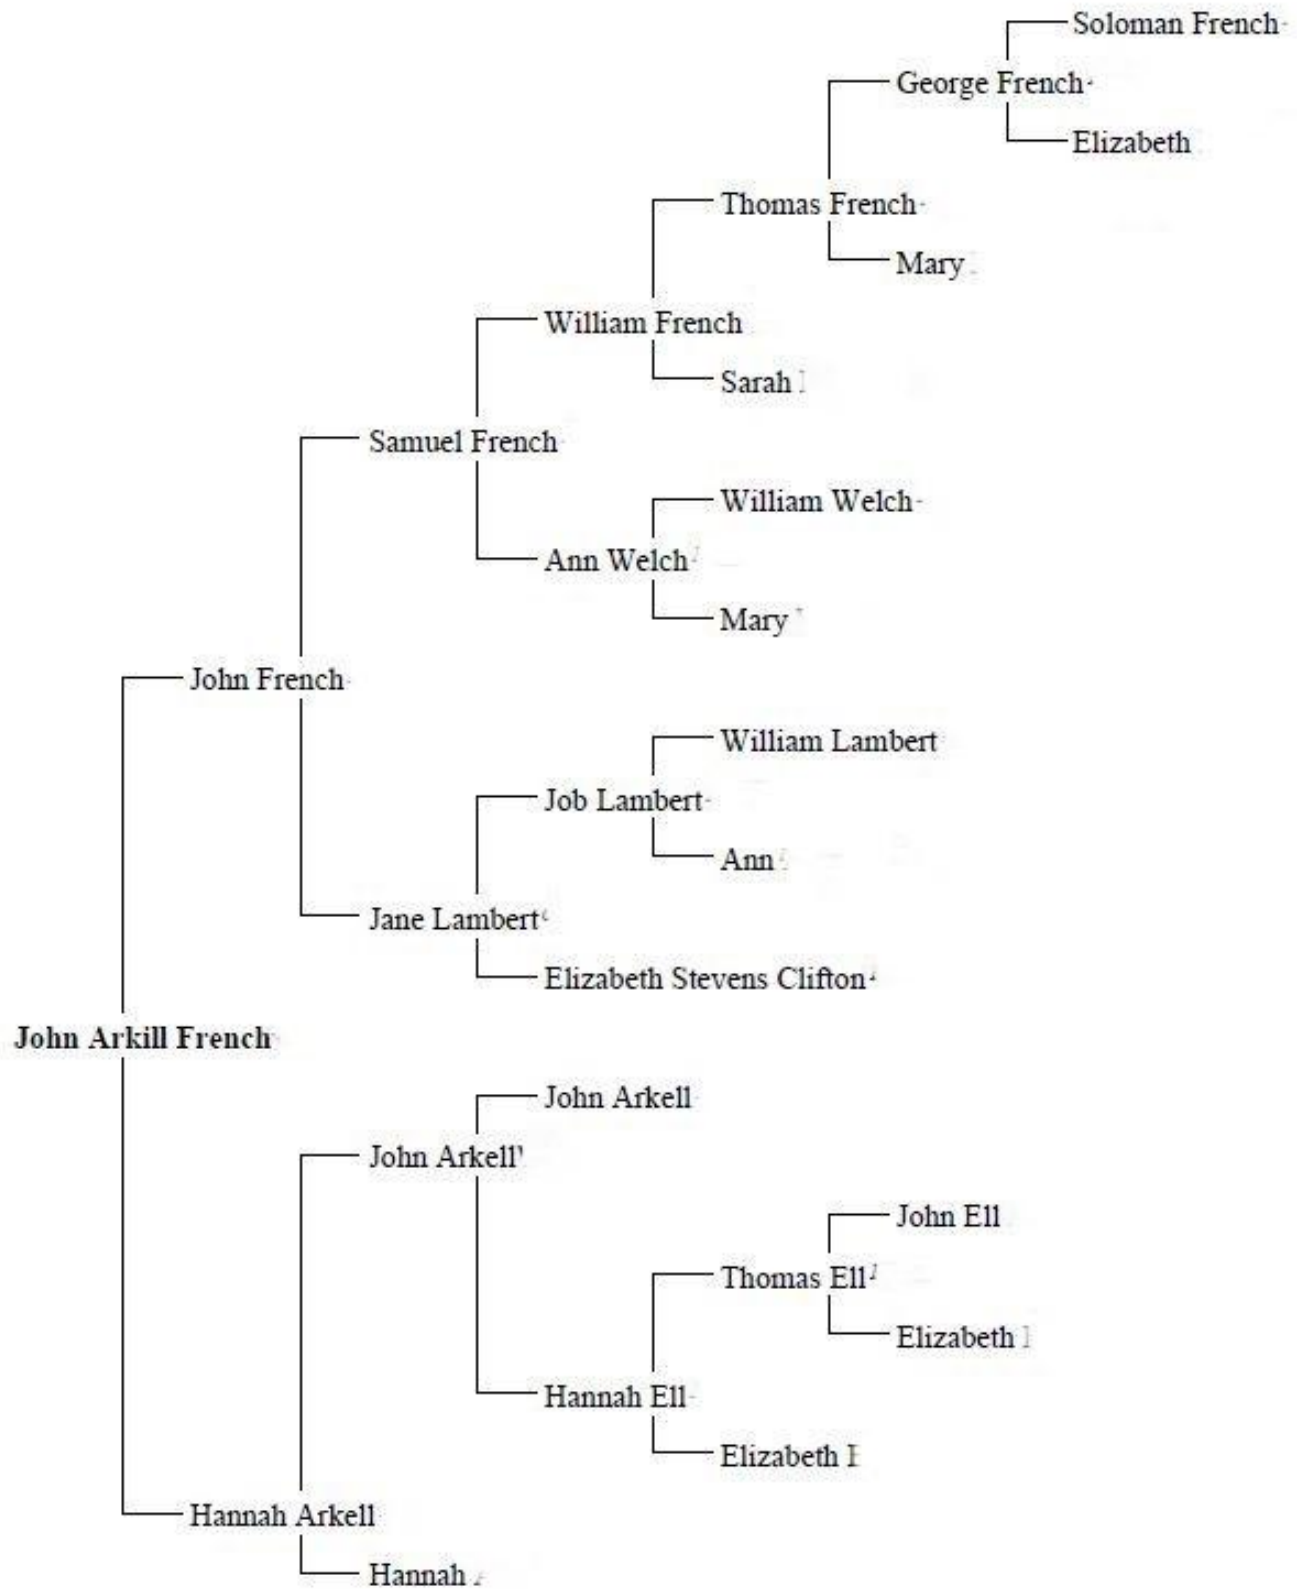 Soloman French
George French
Elizabeth
Thomas French
Mary
William French
Sarah
Samuel French
William Welch
Ann Welch
Mary
John French
William Lambert
Job Lambert
Ann
Jane Lambert
Elizabeth Stevens Clifton
John Arkill French
John Arkell
John Arkell
John Ell
Thomas Ell
Elizabeth
Hannah Ell
Elizabeth
Hannah Arkell
Hannah